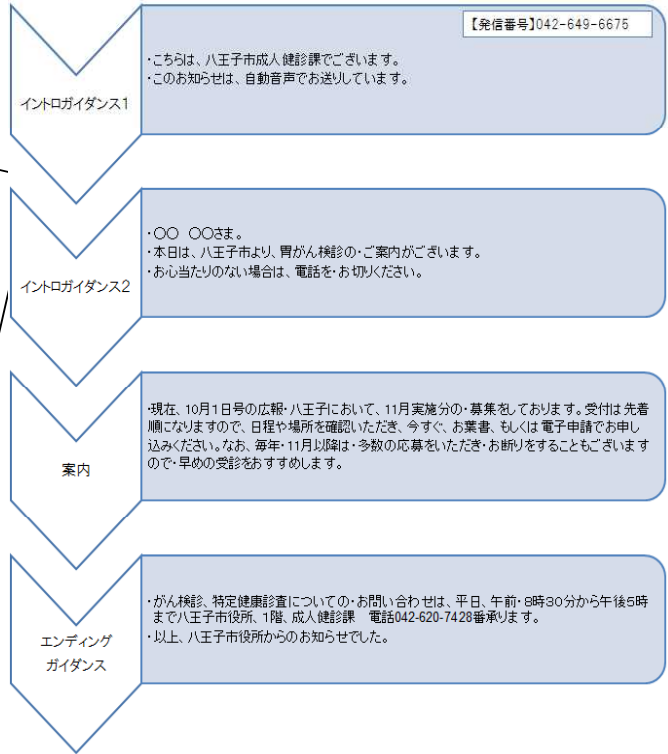 【発信番号】042-649-6675
イントロガイダンス1
・こちらは、八王子市成人健診課でございます。
・このお知らせは、自動音声でお送りしています。
イントロガイダンス2
・〇〇　〇〇さま。
・本日は、八王子市より、胃がん検診の・ご案内がございます。
・お心当たりのない場合は、電話を・お切りください。
案内
・現在、10月1日号の広報・八王子において、11月実施分の・募集をしております。受付は先着
順になりますので、日程や場所を確認いただき、今すぐ、お葉書、もしくは電子申請でお申し
込みください。なお、毎年・11月以降は・多数の応募をいただき・お断りをすることもございます
ので・早めの受診をおすすめします。
エンディング
ガイダンス
・がん検診、特定健康診査についての・お問い合わせは、平日、午前・8時30分から午後5時
まで八王子市役所、1階、成人健診課　電話042-620-7428番承ります。
・以上、八王子市役所からのお知らせでした。